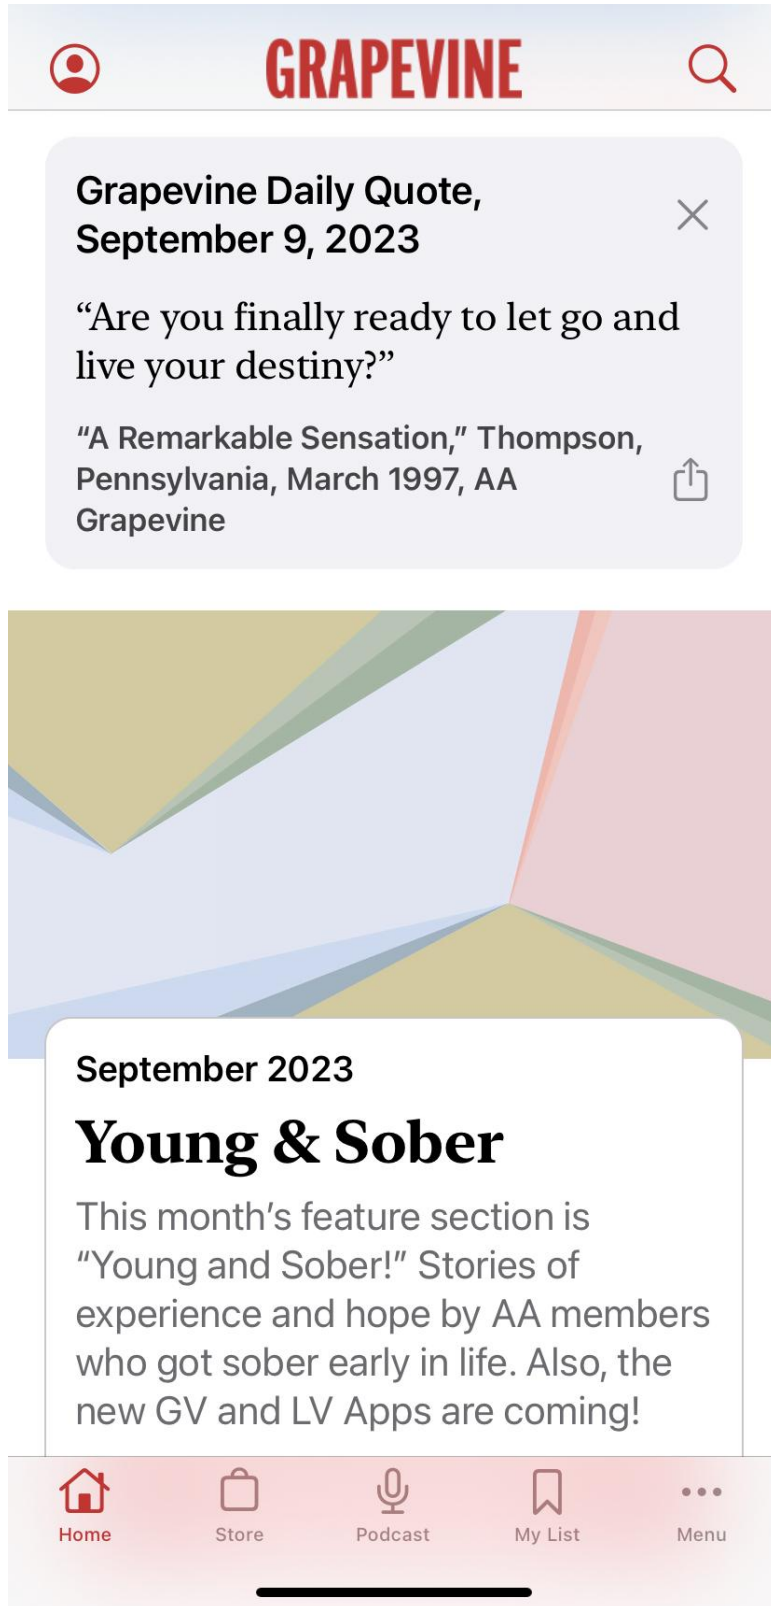 GRAPEVINE
Grapevine Daily Quote,
September 9, 2023
“Are you finally ready to let go and
live your destiny?”
“A Remarkable Sensation,” Thompson,
Pennsylvania, March 1997, AA
Grapevine
September 2023
Young & Sober
This month’s feature section is
“Young and Sober!” Stories of
experience and hope by AA members
who got sober early in life. Also, the
new GV and LV Apps are coming!
Home Store Podcast My List Menu